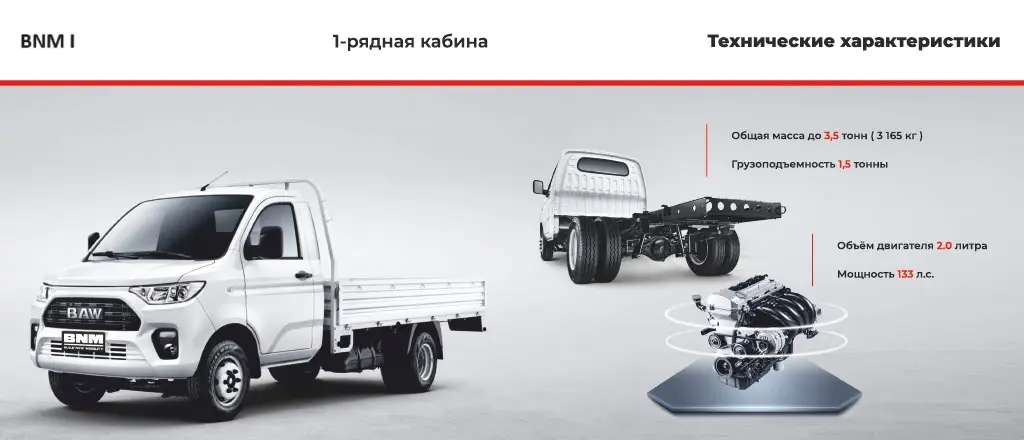 BNM I
1-рядная кабина
Технические характеристики
Общая масса до 3,5 тонн ( 3 165 кг )
Грузоподъемность 1,5 тонны
Объём двигателя 2.0 литра
Мощность 133 л.с.
BAW
BNM